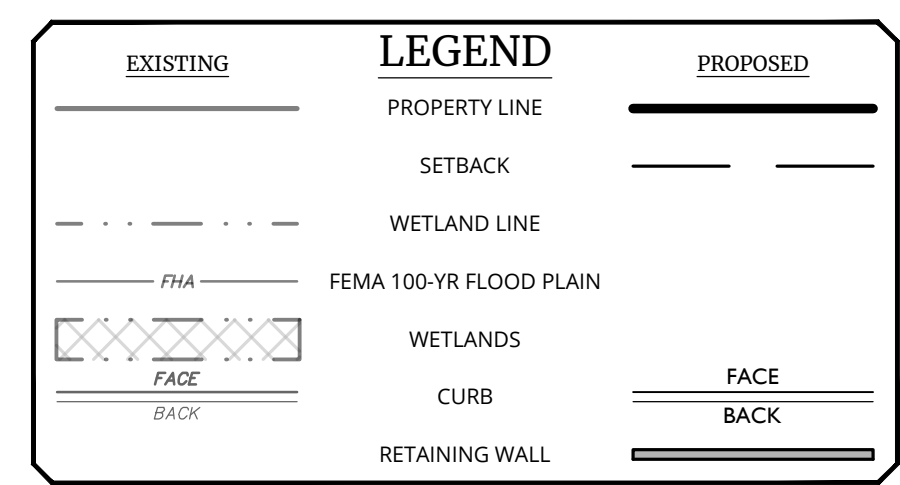 LEGEND
EXISTING PROPOSED
PROPERTY LINE
SETBACK
WETLAND LINE
FHA FEMA 100-YR FLOOD PLAIN
WETLANDS
FACE FACE
CURB
BACK BACK
RETAINING WALL